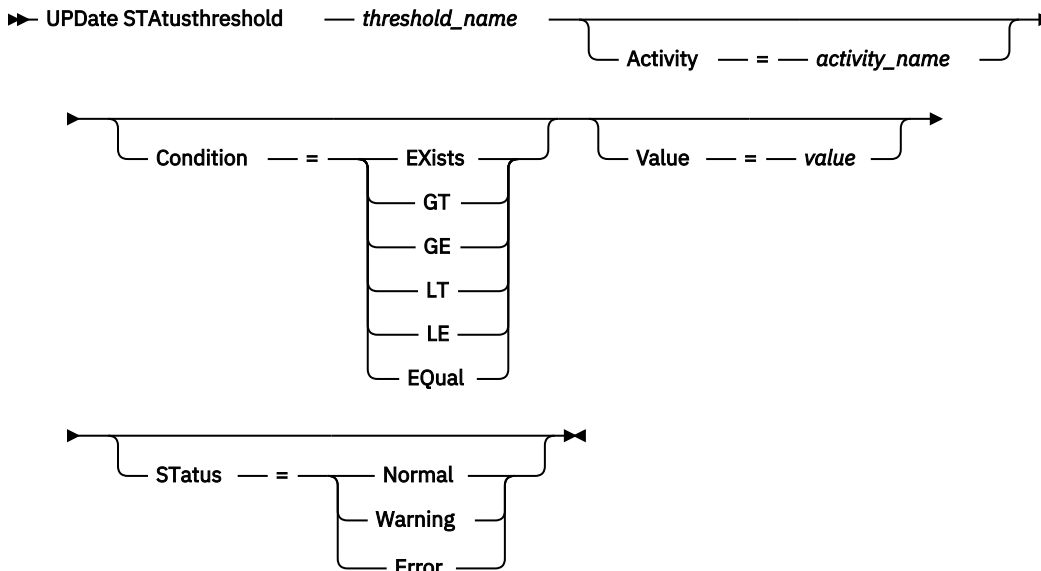 UPDate STAtusthreshold threshold_name
Activity = activity_name
Condition = EXists
Value = value
GT
GE
LT
LE
EQual
STatus = Normal
Warning
Error